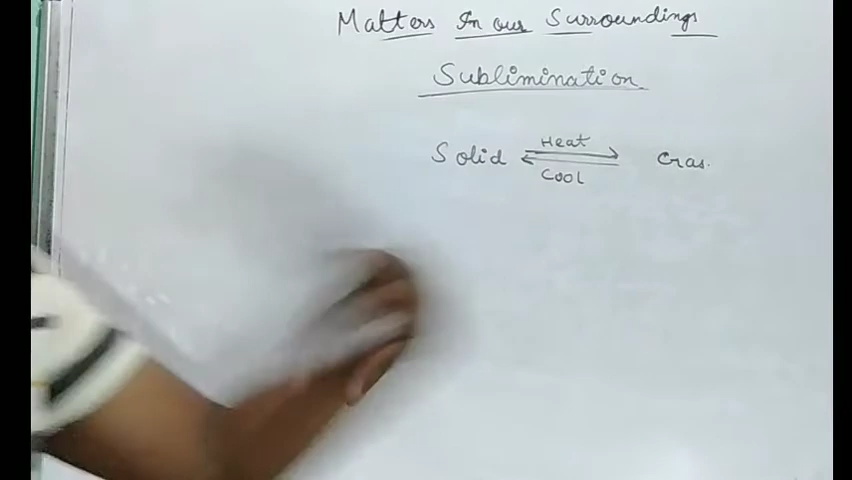 Matters In our Surroundings
Sublimination
Heat
Solid ⇌ Gas.
Cool